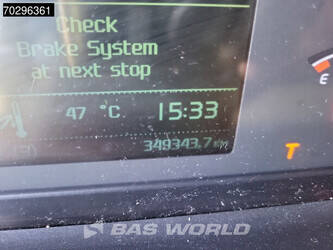 70296361
Check
Brake System
at next stop
47 °C 15:33
349343,7 km
E
T
BAS WORLD